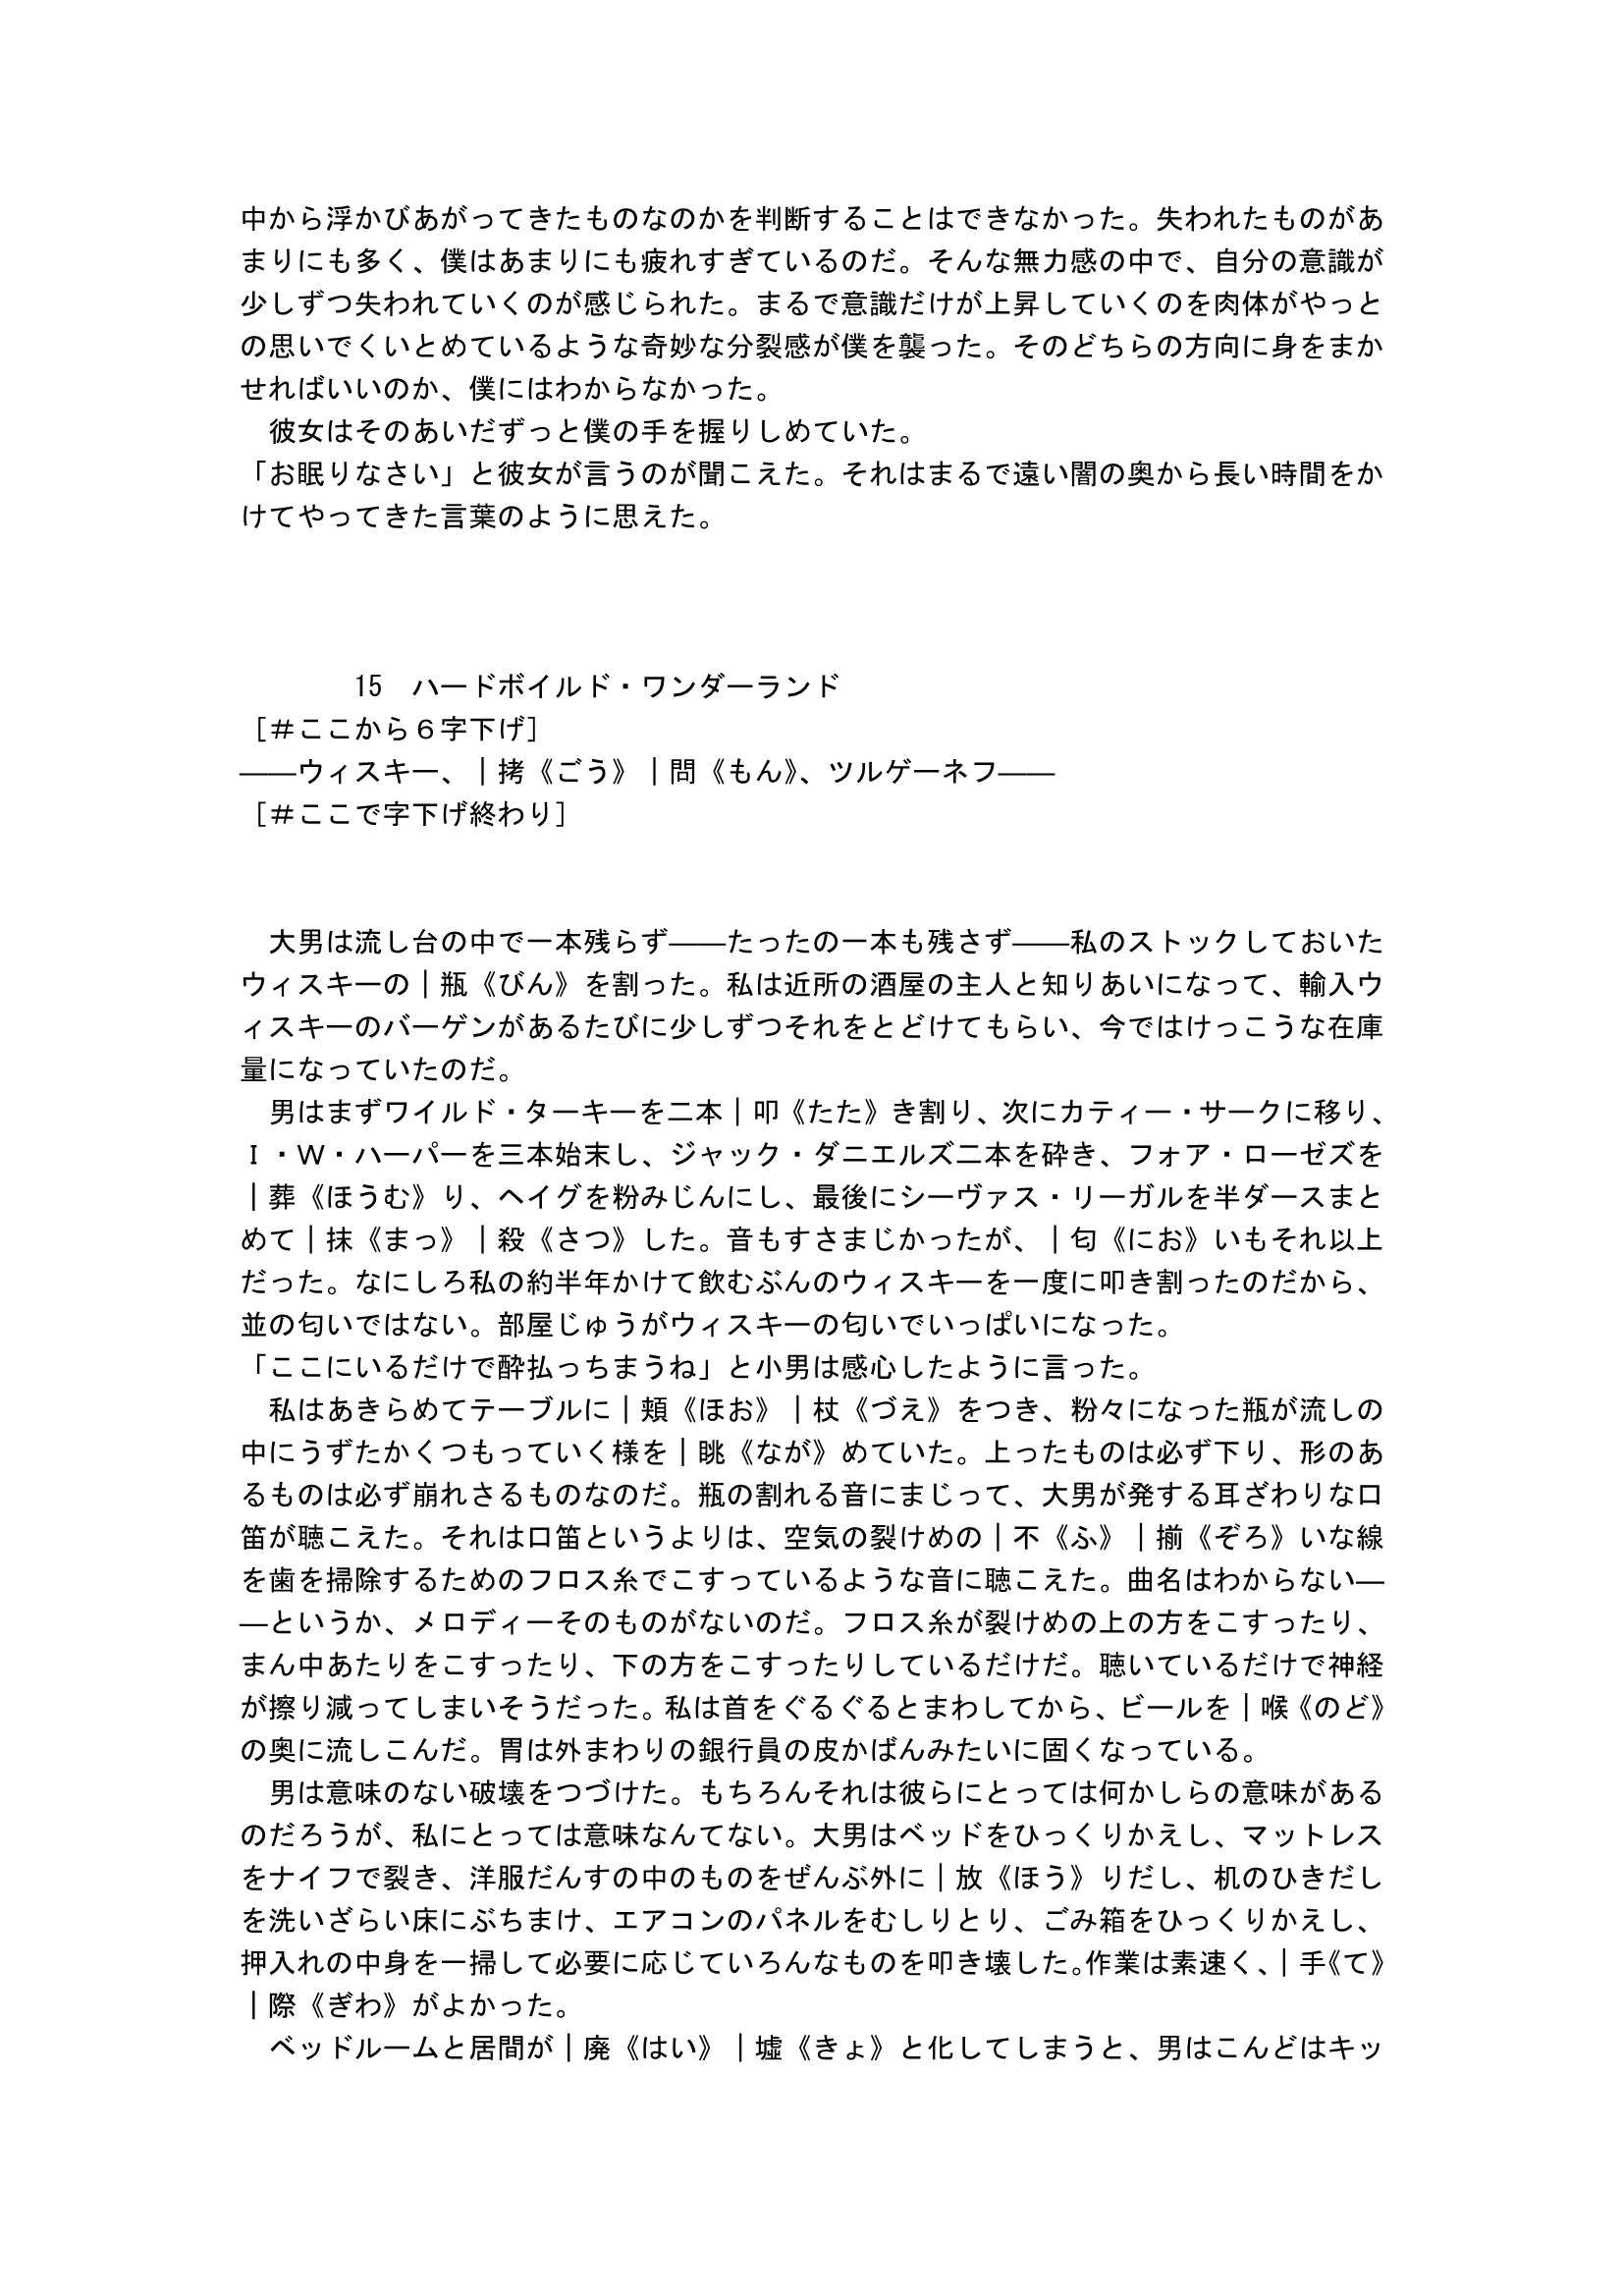 中から浮かびあがってきたものなのかを判断することはできなかった。失われたものがあ
まりにも多く、僕はあまりにも疲れすぎているのだ。そんな無力感の中で、自分の意識が
少しずつ失われていくのが感じられた。まるで意識だけが上昇していくのを肉体がやっと
の思いでくいとめているような奇妙な分裂感が僕を襲った。そのどちらの方向に身をまか
せればいいのか、僕にはわからなかった。
　彼女はそのあいだずっと僕の手を握りしめていた。
「お眠りなさい」と彼女が言うのが聞こえた。それはまるで遠い闇の奥から長い時間をか
けてやってきた言葉のように思えた。
　　　　15　ハードボイルド・ワンダーランド
［＃ここから６字下げ］
――ウィスキー、｜拷《ごう》｜問《もん》、ツルゲーネフ――
［＃ここで字下げ終わり］
　大男は流し台の中で一本残らず――たったの一本も残さず――私のストックしておいた
ウィスキーの｜瓶《びん》を割った。私は近所の酒屋の主人と知りあいになって、輸入ウ
ィスキーのバーゲンがあるたびに少しずつそれをとどけてもらい、今ではけっこうな在庫
量になっていたのだ。
　男はまずワイルド・ターキーを二本｜叩《たた》き割り、次にカティー・サークに移り、
Ｉ・Ｗ・ハーパーを三本始末し、ジャック・ダニエルズ二本を砕き、フォア・ローゼズを
｜葬《ほうむ》り、ヘイグを粉みじんにし、最後にシーヴァス・リーガルを半ダースまと
めて｜抹《まっ》｜殺《さつ》した。音もすさまじかったが、｜匂《にお》いもそれ以上
だった。なにしろ私の約半年かけて飲むぶんのウィスキーを一度に叩き割ったのだから、
並の匂いではない。部屋じゅうがウィスキーの匂いでいっぱいになった。
「ここにいるだけで酔払っちまうね」と小男は感心したように言った。
　私はあきらめてテーブルに｜頬《ほお》｜杖《づえ》をつき、粉々になった瓶が流しの
中にうずたかくつもっていく様を｜眺《なが》めていた。上ったものは必ず下り、形のあ
るものは必ず崩れさるものなのだ。瓶の割れる音にまじって、大男が発する耳ざわりな口
笛が聴こえた。それは口笛というよりは、空気の裂けめの｜不《ふ》｜揃《ぞろ》いな線
を歯を掃除するためのフロス糸でこすっているような音に聴こえた。曲名はわからない―
―というか、メロディーそのものがないのだ。フロス糸が裂けめの上の方をこすったり、
まん中あたりをこすったり、下の方をこすったりしているだけだ。聴いているだけで神経
が擦り減ってしまいそうだった。私は首をぐるぐるとまわしてから、ビールを｜喉《のど》
の奥に流しこんだ。胃は外まわりの銀行員の皮かばんみたいに固くなっている。
　男は意味のない破壊をつづけた。もちろんそれは彼らにとっては何かしらの意味がある
のだろうが、私にとっては意味なんてない。大男はベッドをひっくりかえし、マットレス
をナイフで裂き、洋服だんすの中のものをぜんぶ外に｜放《ほう》りだし、机のひきだし
を洗いざらい床にぶちまけ、エアコンのパネルをむしりとり、ごみ箱をひっくりかえし、
押入れの中身を一掃して必要に応じていろんなものを叩き壊した。作業は素速く、｜手《て》
｜際《ぎわ》がよかった。
　ベッドルームと居間が｜廃《はい》｜墟《きょ》と化してしまうと、男はこんどはキッ